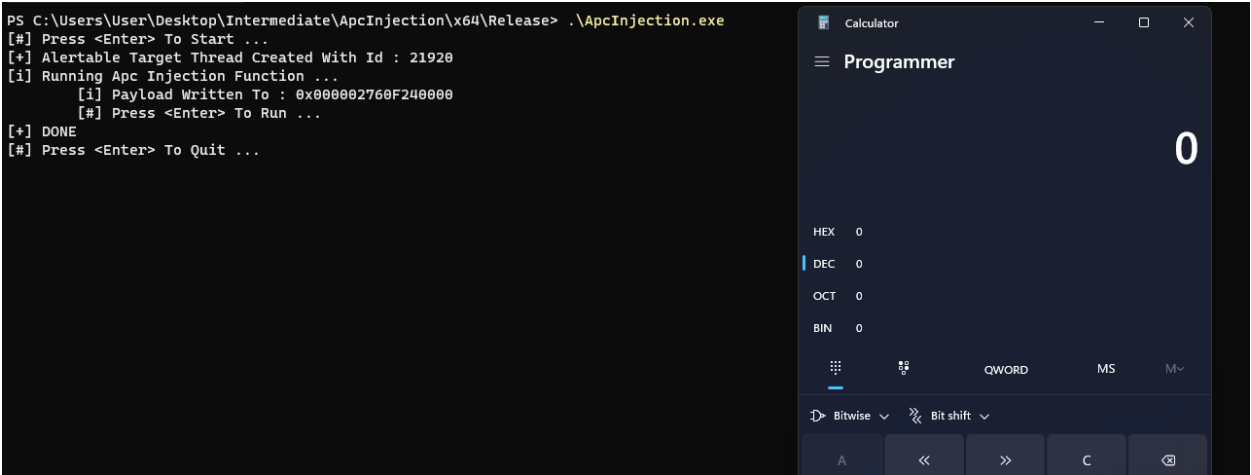 PS C:\Users\User\Desktop\Intermediate\ApcInjection\x64\Release> .\ApcInjection.exe
[#] Press <Enter> To Start ...
[+] Alertable Target Thread Created With Id : 21920
[i] Running Apc Injection Function ...
[i] Payload Written To : 0x000002760F240000
[#] Press <Enter> To Run ...
[+] DONE
[#] Press <Enter> To Quit ...
Calculator
Programmer
0
HEX 0
DEC 0
OCT 0
BIN 0
QWORD MS M
Bitwise Bit shift
A « » C